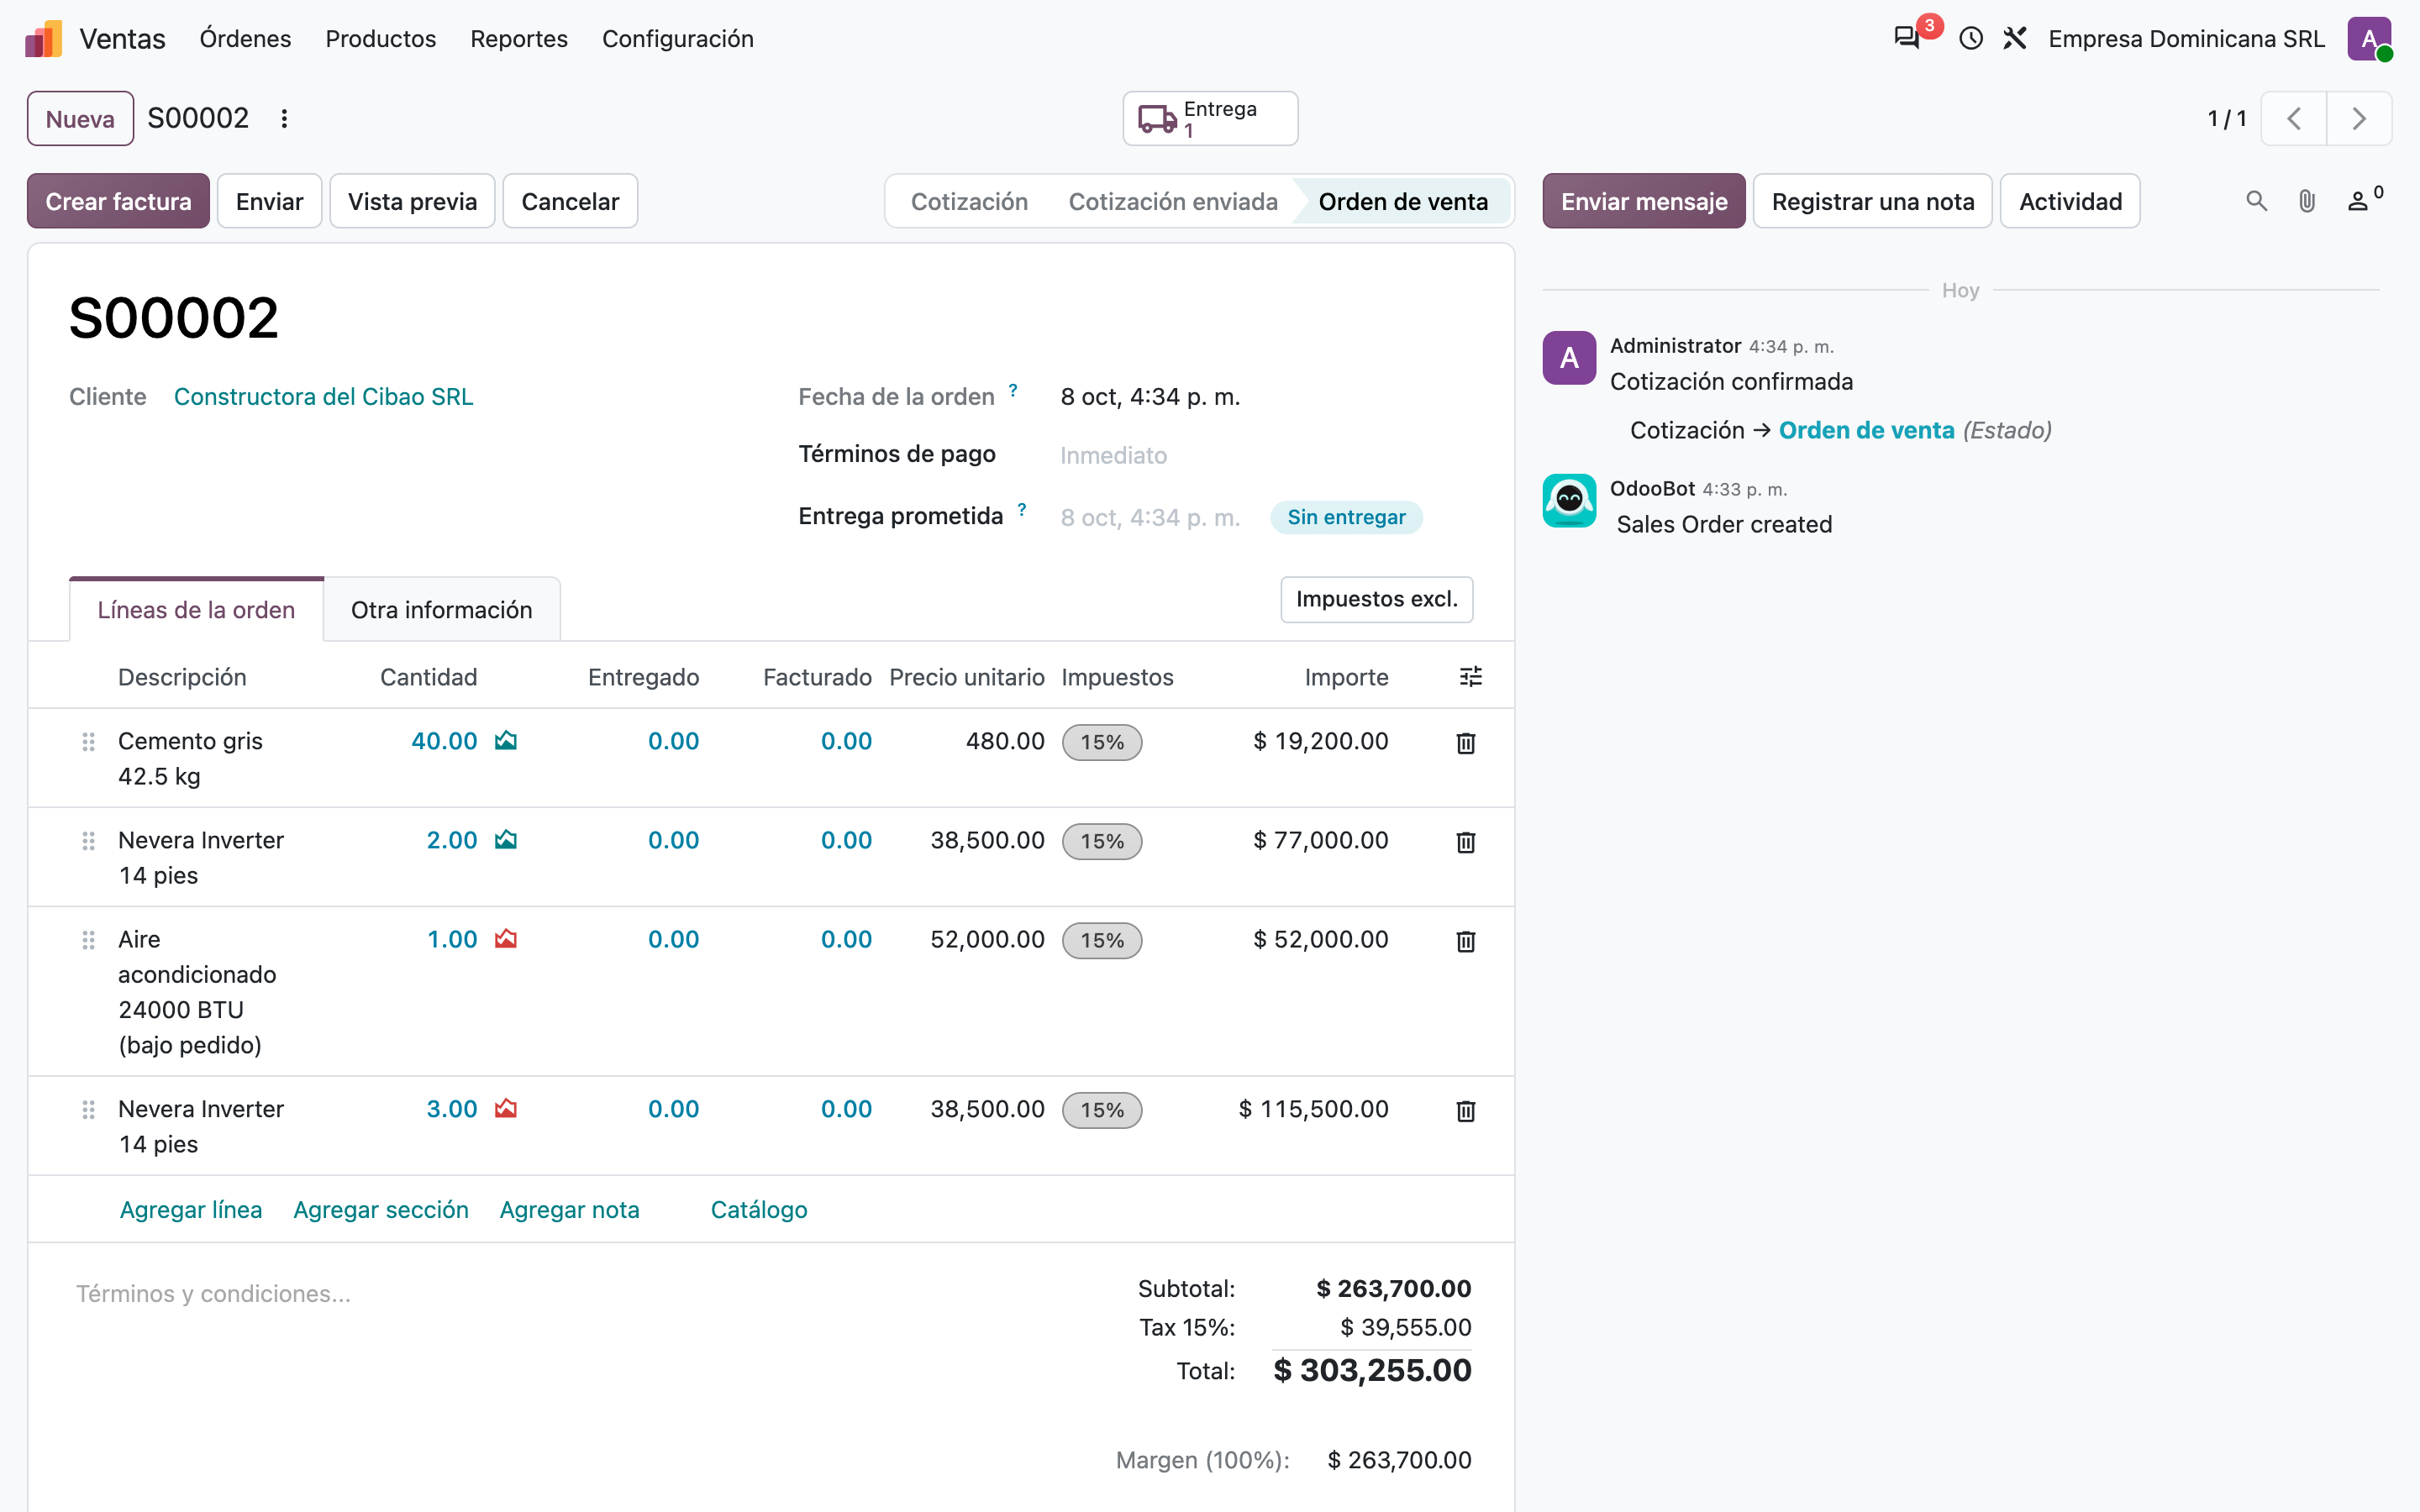 Ventas Órdenes Productos Reportes Configuración 3 Empresa Dominicana SRL A
Nueva S00002 Entrega 1 1 / 1
Crear factura Enviar Vista previa Cancelar Cotización Cotización enviada Orden de venta Enviar mensaje Registrar una nota Actividad 0
S00002
Cliente Constructora del Cibao SRL
Fecha de la orden ? 8 oct, 4:34 p. m.
Términos de pago Inmediato
Entrega prometida ? 8 oct, 4:34 p. m. Sin entregar
Líneas de la orden Otra información Impuestos excl.
Descripción Cantidad Entregado Facturado Precio unitario Impuestos Importe
Cemento gris 40.00 0.00 0.00 480.00 15% $ 19,200.00
42.5 kg
Nevera Inverter 2.00 0.00 0.00 38,500.00 15% $ 77,000.00
14 pies
Aire 1.00 0.00 0.00 52,000.00 15% $ 52,000.00
acondicionado
24000 BTU
(bajo pedido)
Nevera Inverter 3.00 0.00 0.00 38,500.00 15% $ 115,500.00
14 pies
Agregar línea Agregar sección Agregar nota Catálogo
Términos y condiciones...
Subtotal: $ 263,700.00
Tax 15%: $ 39,555.00
Total: $ 303,255.00
Margen (100%): $ 263,700.00
Hoy
A
Administrator 4:34 p. m.
Cotización confirmada
Cotización → Orden de venta (Estado)
OdooBot 4:33 p. m.
Sales Order created